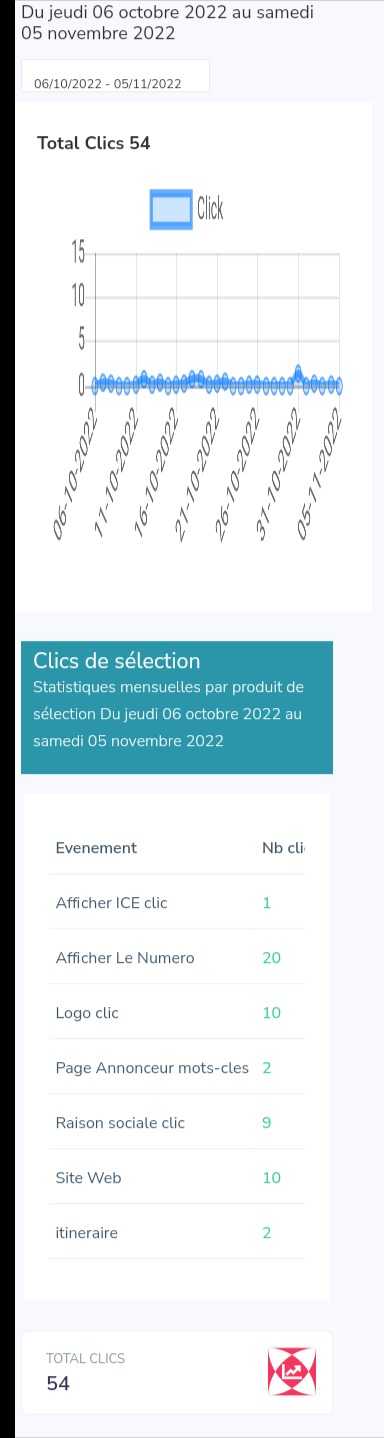 Du jeudi 06 octobre 2022 au samedi
05 novembre 2022
06/10/2022 - 05/11/2022
Total Clics 54
Click
15
10
5
0
06-10-2022
11-10-2022
16-10-2022
21-10-2022
26-10-2022
31-10-2022
05-11-2022
Clics de sélection
Statistiques mensuelles par produit de
sélection Du jeudi 06 octobre 2022 au
samedi 05 novembre 2022
Evenement Nb cli
Afficher ICE clic 1
Afficher Le Numero 20
Logo clic 10
Page Annonceur mots-cles 2
Raison sociale clic 9
Site Web 10
itineraire 2
TOTAL CLICS
54